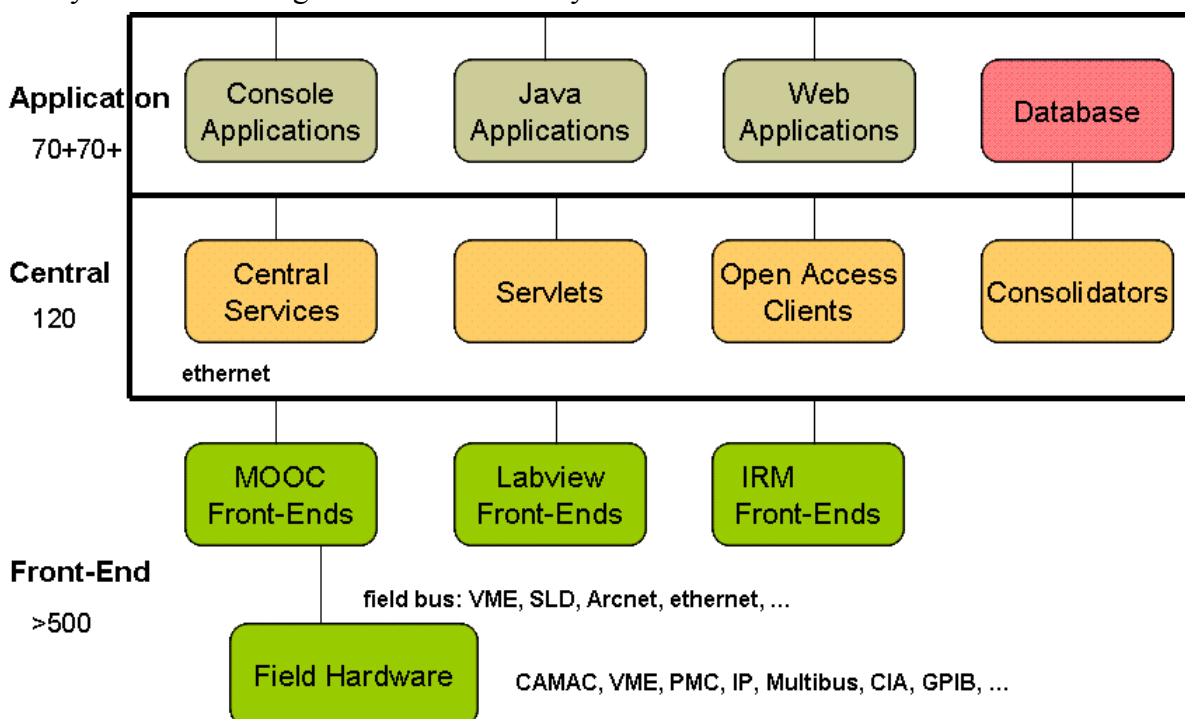 Application
70+70+
Console
Applications
Java
Applications
Web
Applications
Database
Central
120
Central
Services
Servlets
Open Access
Clients
Consolidators
ethernet
MOOC
Front-Ends
Labview
Front-Ends
IRM
Front-Ends
Front-End
>500
field bus: VME, SLD, Arcnet, ethernet, ...
Field Hardware
CAMAC, VME, PMC, IP, Multibus, CIA, GPIB, ...